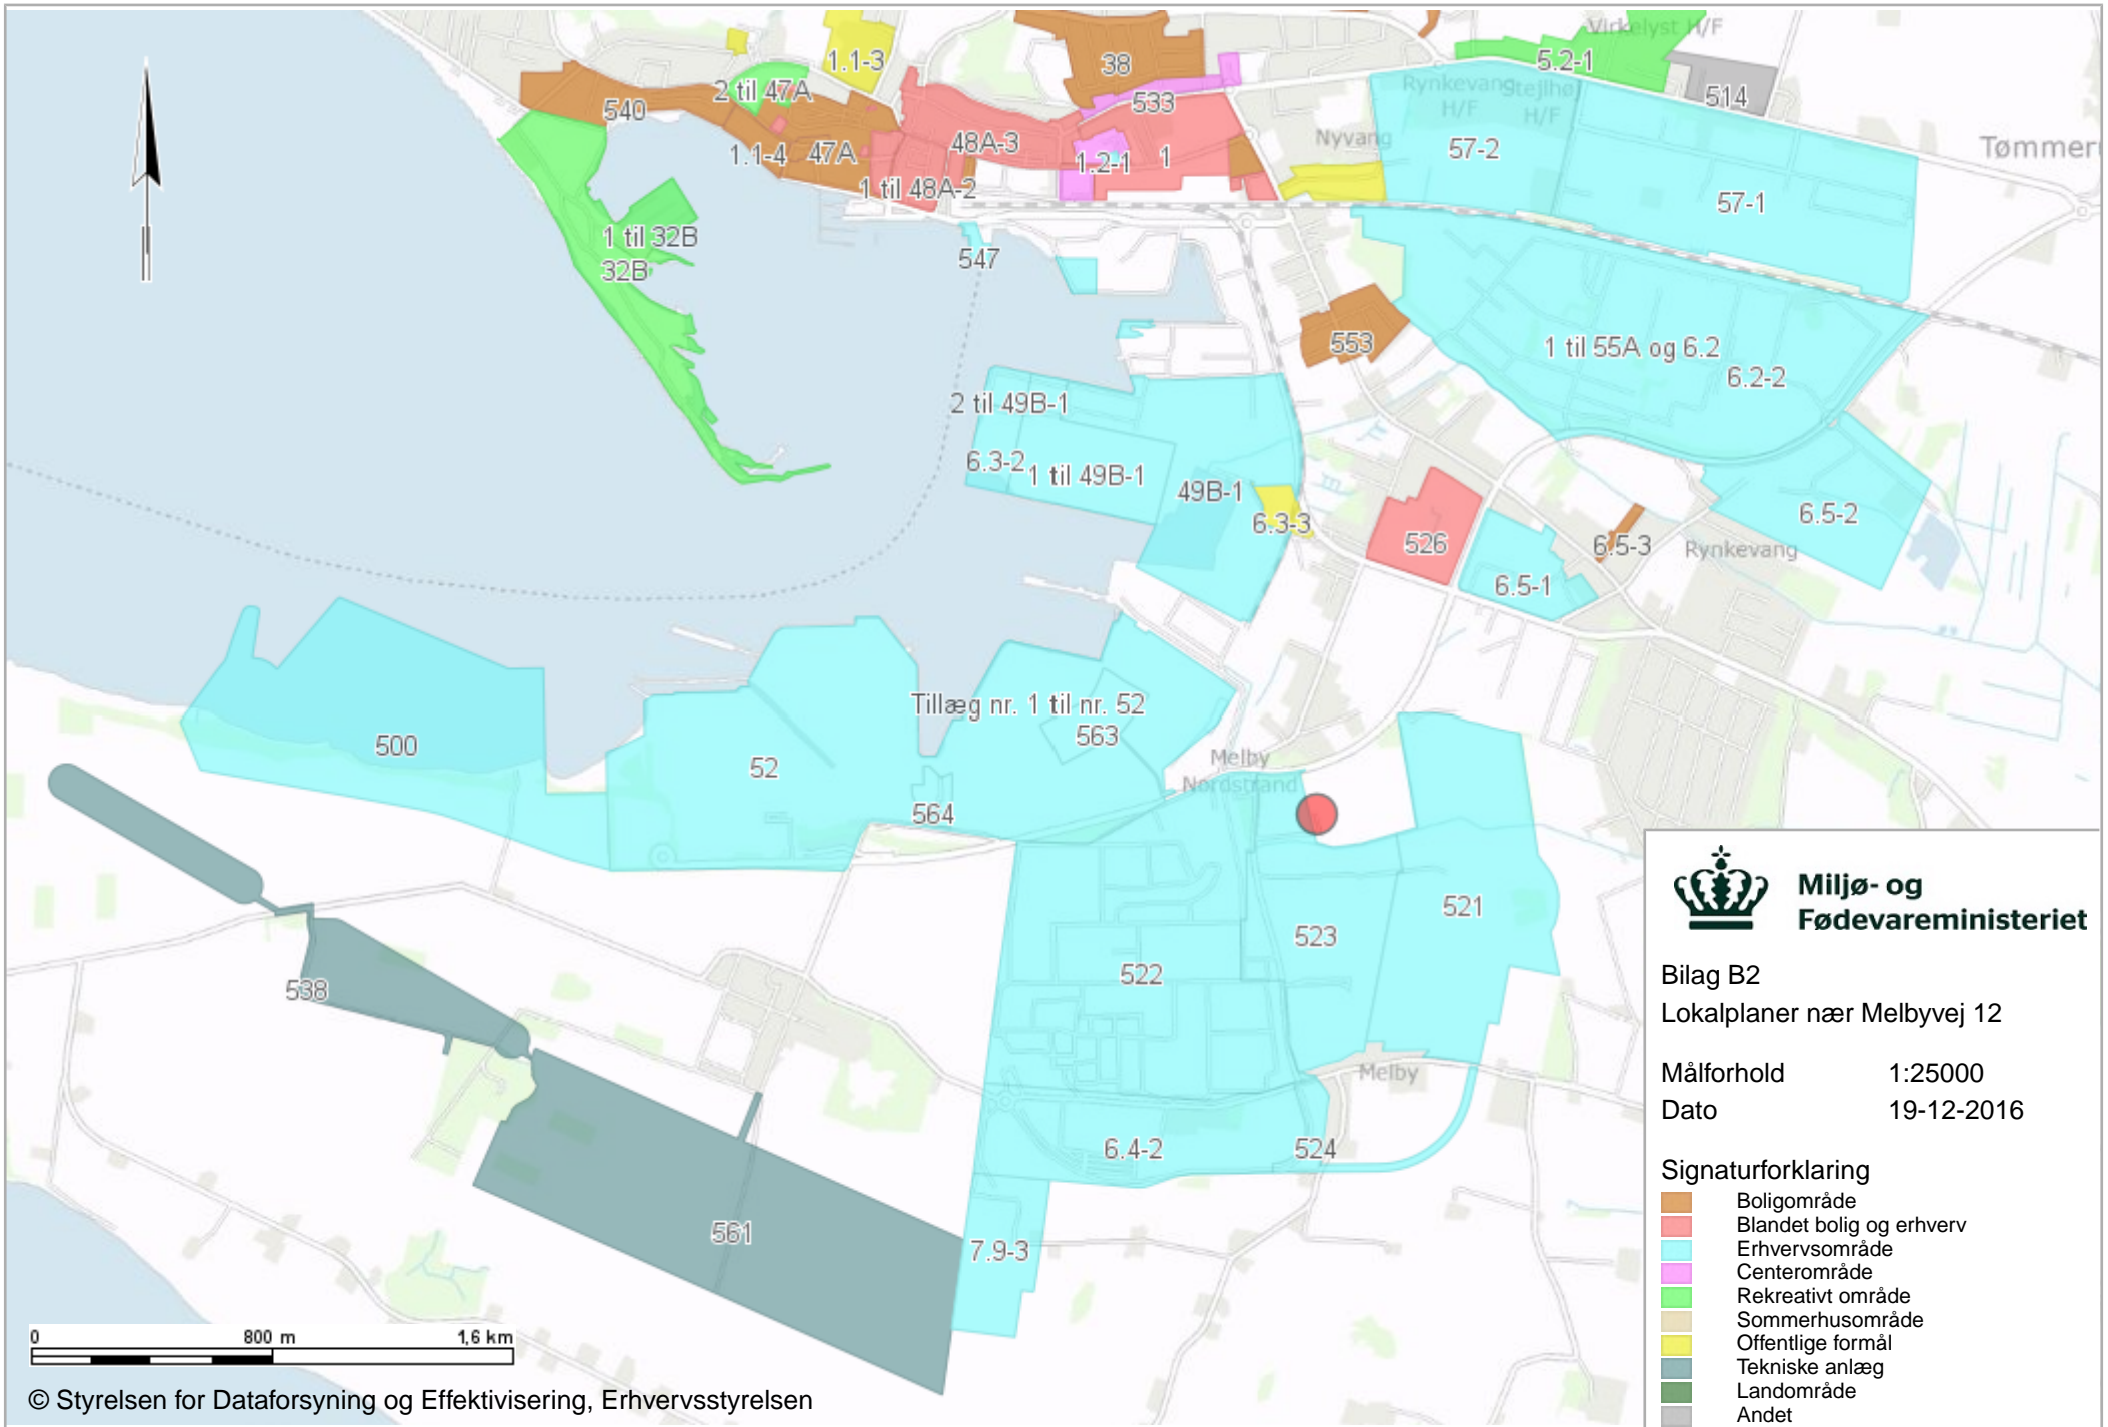 Virkelyst H/F
1.1-3
38
5.2-1
2 til 47A
Rynkevang H/F
Stejlhøj H/F
514
540
533
Nyvang
57-2
Tømmeru
1.1-4
47A
48A-3
1.2-1
1
1 til 48A-2
57-1
1 til 32B
32B
547
553
1 til 55A og 6.2
6.2-2
2 til 49B-1
6.3-2
1 til 49B-1
49B-1
6.3-3
526
6.5-3
6.5-2
Rynkevang
6.5-1
Tillæg nr. 1 til nr. 52
563
500
52
Melby
Nordstrand
564
521
523
522
538
Melby
6.4-2
524
561
7.9-3
Miljø- og
Fødevareministeriet
Bilag B2
Lokalplaner nær Melbyvej 12
Målforhold 1:25000
Dato 19-12-2016
Signaturforklaring
Boligområde
Blandet bolig og erhverv
Erhvervsområde
Centerområde
Rekreativt område
Sommerhusområde
Offentlige formål
Tekniske anlæg
Landområde
Andet
0 800 m 1,6 km
© Styrelsen for Dataforsyning og Effektivisering, Erhvervsstyrelsen